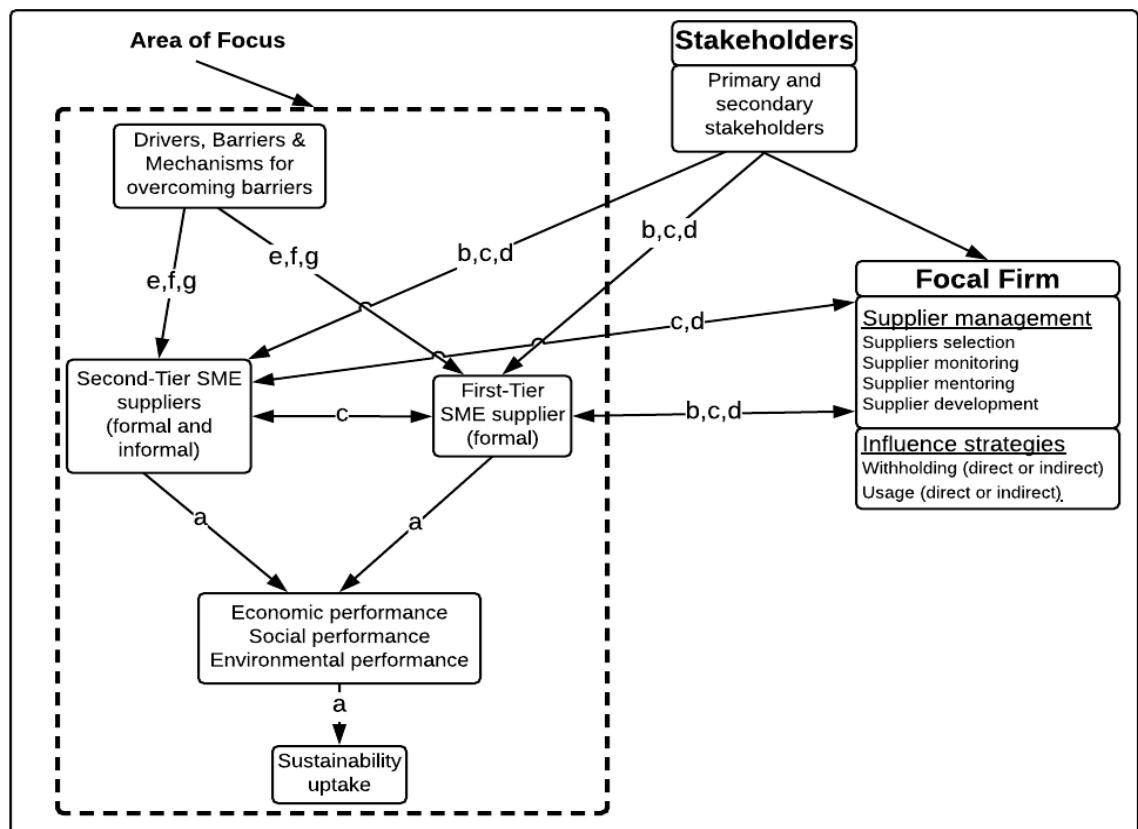 Area of Focus
Stakeholders
Primary and
secondary
stakeholders
Drivers, Barriers &
Mechanisms for
overcoming barriers
b,c,d
b,c,d
e,f,g
e,f,g
Focal Firm
Supplier management
Suppliers selection
Supplier monitoring
Supplier mentoring
Supplier development
Influence strategies
Withholding (direct or indirect)
Usage (direct or indirect)
c,d
Second-Tier SME
suppliers
(formal and
informal)
c
First-Tier
SME supplier
(formal)
b,c,d
a
a
Economic performance
Social performance
Environmental performance
a
Sustainability
uptake